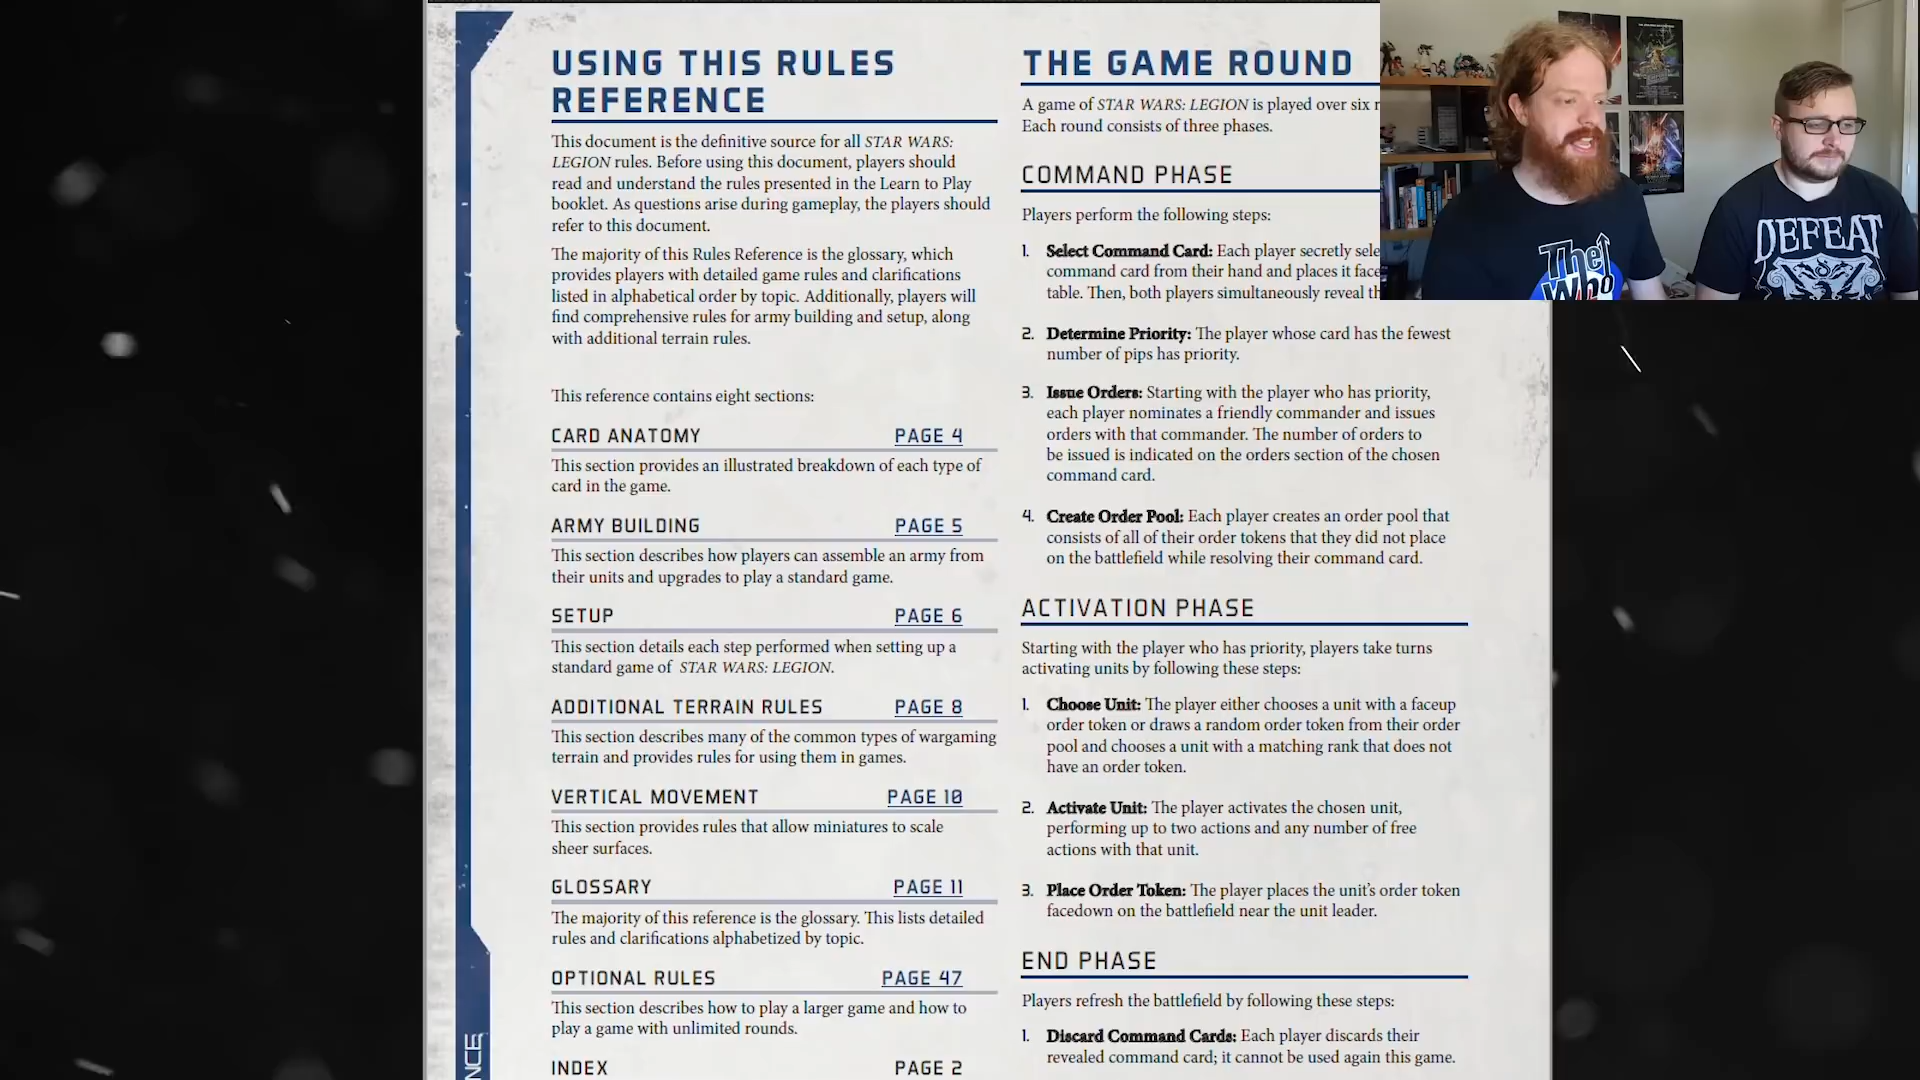 USING THIS RULES
REFERENCE
This document is the definitive source for all STAR WARS:
LEGION rules. Before using this document, players should
read and understand the rules presented in the Learn to Play
booklet. As questions arise during gameplay, the players should
refer to this document.
The majority of this Rules Reference is the glossary, which
provides players with detailed game rules and clarifications
listed in alphabetical order by topic. Additionally, players will
find comprehensive rules for army building and setup, along
with additional terrain rules.
This reference contains eight sections:
CARD ANATOMY PAGE 4
This section provides an illustrated breakdown of each type of
card in the game.
ARMY BUILDING PAGE 5
This section describes how players can assemble an army from
their units and upgrades to play a standard game.
SETUP PAGE 6
This section details each step performed when setting up a
standard game of STAR WARS: LEGION.
ADDITIONAL TERRAIN RULES PAGE 8
This section describes many of the common types of wargaming
terrain and provides rules for using them in games.
VERTICAL MOVEMENT PAGE 10
This section provides rules that allow miniatures to scale
sheer surfaces.
GLOSSARY PAGE 11
The majority of this reference is the glossary. This lists detailed
rules and clarifications alphabetized by topic.
OPTIONAL RULES PAGE 47
This section describes how to play a larger game and how to
play a game with unlimited rounds.
INDEX PAGE 2
THE GAME ROUND
A game of STAR WARS: LEGION is played over six
Each round consists of three phases.
COMMAND PHASE
Players perform the following steps:
1. Select Command Card: Each player secretly
command card from their hand and places it
table. Then, both players simultaneously reveal
2. Determine Priority: The player whose card has the fewest
number of pips has priority.
3. Issue Orders: Starting with the player who has priority,
each player nominates a friendly commander and issues
orders with that commander. The number of orders to
be issued is indicated on the orders section of the chosen
command card.
4. Create Order Pool: Each player creates an order pool that
consists of all of their order tokens that they did not place
on the battlefield while resolving their command card.
ACTIVATION PHASE
Starting with the player who has priority, players take turns
activating units by following these steps:
1. Choose Unit: The player either chooses a unit with a faceup
order token or draws a random order token from their order
pool and chooses a unit with a matching rank that does not
have an order token.
2. Activate Unit: The player activates the chosen unit,
performing up to two actions and any number of free
actions with that unit.
3. Place Order Token: The player places the unit's order token
facedown on the battlefield near the unit leader.
END PHASE
Players refresh the battlefield by following these steps:
1. Discard Command Cards: Each player discards their
revealed command card; it cannot be used again this game.
The
Who
DEFEAT